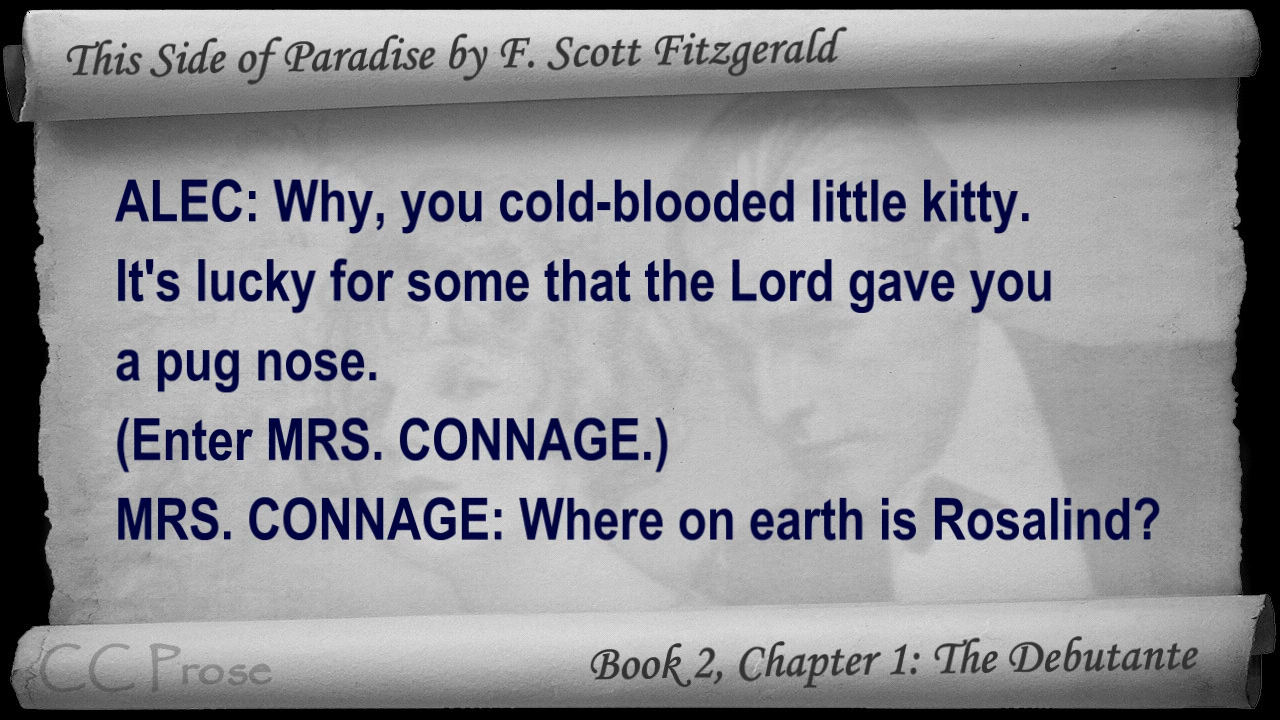 This Side of Paradise by F. Scott Fitzgerald
ALEC: Why, you cold-blooded little kitty.
It's lucky for some that the Lord gave you
a pug nose.
(Enter MRS. CONNAGE.)
MRS. CONNAGE: Where on earth is Rosalind?
CC Prose
Book 2, Chapter 1: The Debutante